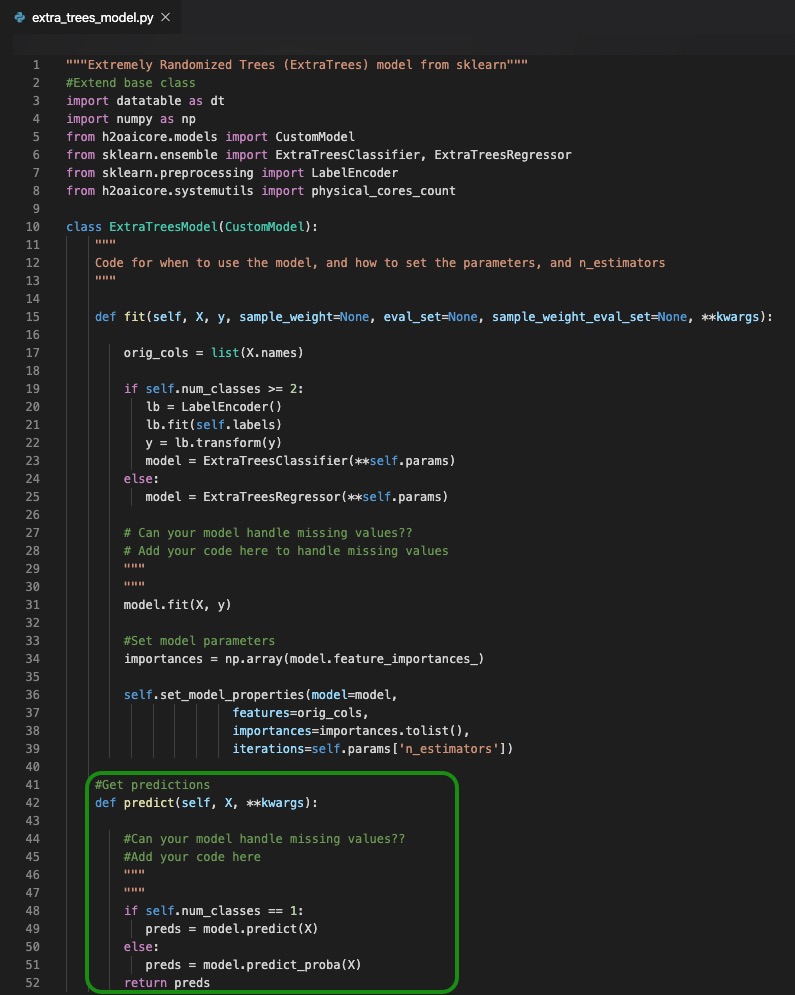 extra_trees_model.py ×
1 """Extremely Randomized Trees (ExtraTrees) model from sklearn"""
2 #Extend base class
3 import datatable as dt
4 import numpy as np
5 from h2oaicore.models import CustomModel
6 from sklearn.ensemble import ExtraTreesClassifier, ExtraTreesRegressor
7 from sklearn.preprocessing import LabelEncoder
8 from h2oaicore.systemutils import physical_cores_count
9
10 class ExtraTreesModel(CustomModel):
11     """
12     Code for when to use the model, and how to set the parameters, and n_estimators
13     """
14
15     def fit(self, X, y, sample_weight=None, eval_set=None, sample_weight_eval_set=None, **kwargs):
16
17         orig_cols = list(X.names)
18
19         if self.num_classes >= 2:
20            lb = LabelEncoder()
21            lb.fit(self.labels)
22            y = lb.transform(y)
23            model = ExtraTreesClassifier(**self.params)
24         else:
25            model = ExtraTreesRegressor(**self.params)
26
27         # Can your model handle missing values??
28         # Add your code here to handle missing values
29         """
30         """
31         model.fit(X, y)
32
33         #Set model parameters
34         importances = np.array(model.feature_importances_)
35
36         self.set_model_properties(model=model,
37                        features=orig_cols,
38                        importances=importances.tolist(),
39                        iterations=self.params['n_estimators'])
40
41     #Get predictions
42     def predict(self, X, **kwargs):
43
44         #Can your model handle missing values??
45         #Add your code here
46         """
47         """
48         if self.num_classes == 1:
49            preds = model.predict(X)
50         else:
51            preds = model.predict_proba(X)
52         return preds